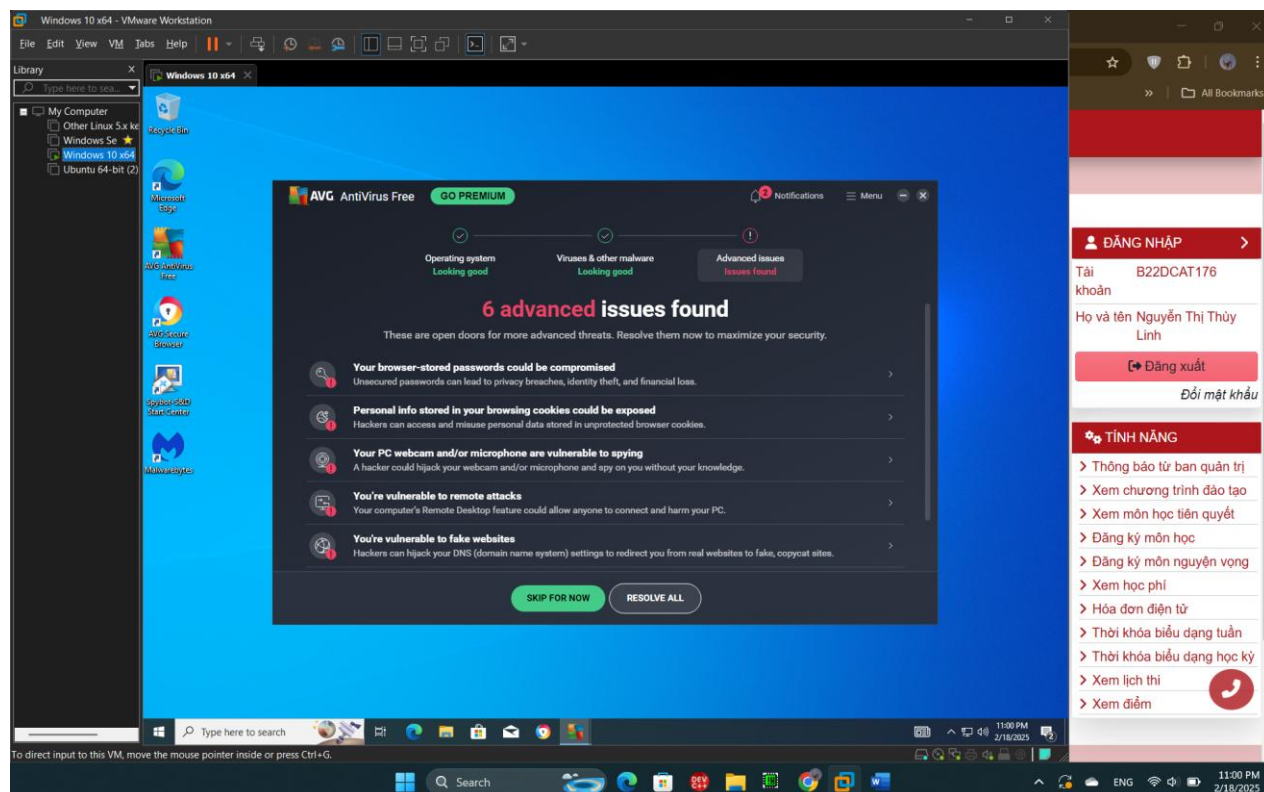 Windows 10 x64 - VMware Workstation
File Edit View VM Tabs Help
Library
Type here to sea...
My Computer
Other Linux 5.x ke
Windows Se
Windows 10 x64
Ubuntu 64-bit (2)
Windows 10 x64
Recycle Bin
Microsoft
Edge
AVG AntiVirus
Free
AVG Secure
Browser
Spybot-S&D
Start Center
Malwarebytes
AVG AntiVirus Free
GO PREMIUM
2
Notifications
Menu
Operating system
Looking good
Viruses & other malware
Looking good
Advanced issues
Issues found
6 advanced issues found
These are open doors for more advanced threats. Resolve them now to maximize your security.
Your browser-stored passwords could be compromised
Unsecured passwords can lead to privacy breaches, identity theft, and financial loss.
Personal info stored in your browsing cookies could be exposed
Hackers can access and misuse personal data stored in unprotected browser cookies.
Your PC webcam and/or microphone are vulnerable to spying
A hacker could hijack your webcam and/or microphone and spy on you without your knowledge.
You're vulnerable to remote attacks
Your computer's Remote Desktop feature could allow anyone to connect and harm your PC.
You're vulnerable to fake websites
Hackers can hijack your DNS (domain name system) settings to redirect you from real websites to fake, copycat sites.
SKIP FOR NOW
RESOLVE ALL
Type here to search
11:00 PM
2/18/2025
2
To direct input to this VM, move the mouse pointer inside or press Ctrl+G.
All Bookmarks
ĐĂNG NHẬP
Tài khoản B22DCAT176
Họ và tên Nguyễn Thị Thùy
Linh
Đăng xuất
Đổi mật khẩu
TÍNH NĂNG
Thông báo từ ban quản trị
Xem chương trình đào tạo
Xem môn học tiên quyết
Đăng ký môn học
Đăng ký môn nguyện vọng
Xem học phí
Hóa đơn điện tử
Thời khóa biểu dạng tuần
Thời khóa biểu dạng học kỳ
Xem lịch thi
Xem điểm
Search
DEV
C++
W
ENG
11:00 PM
2/18/2025